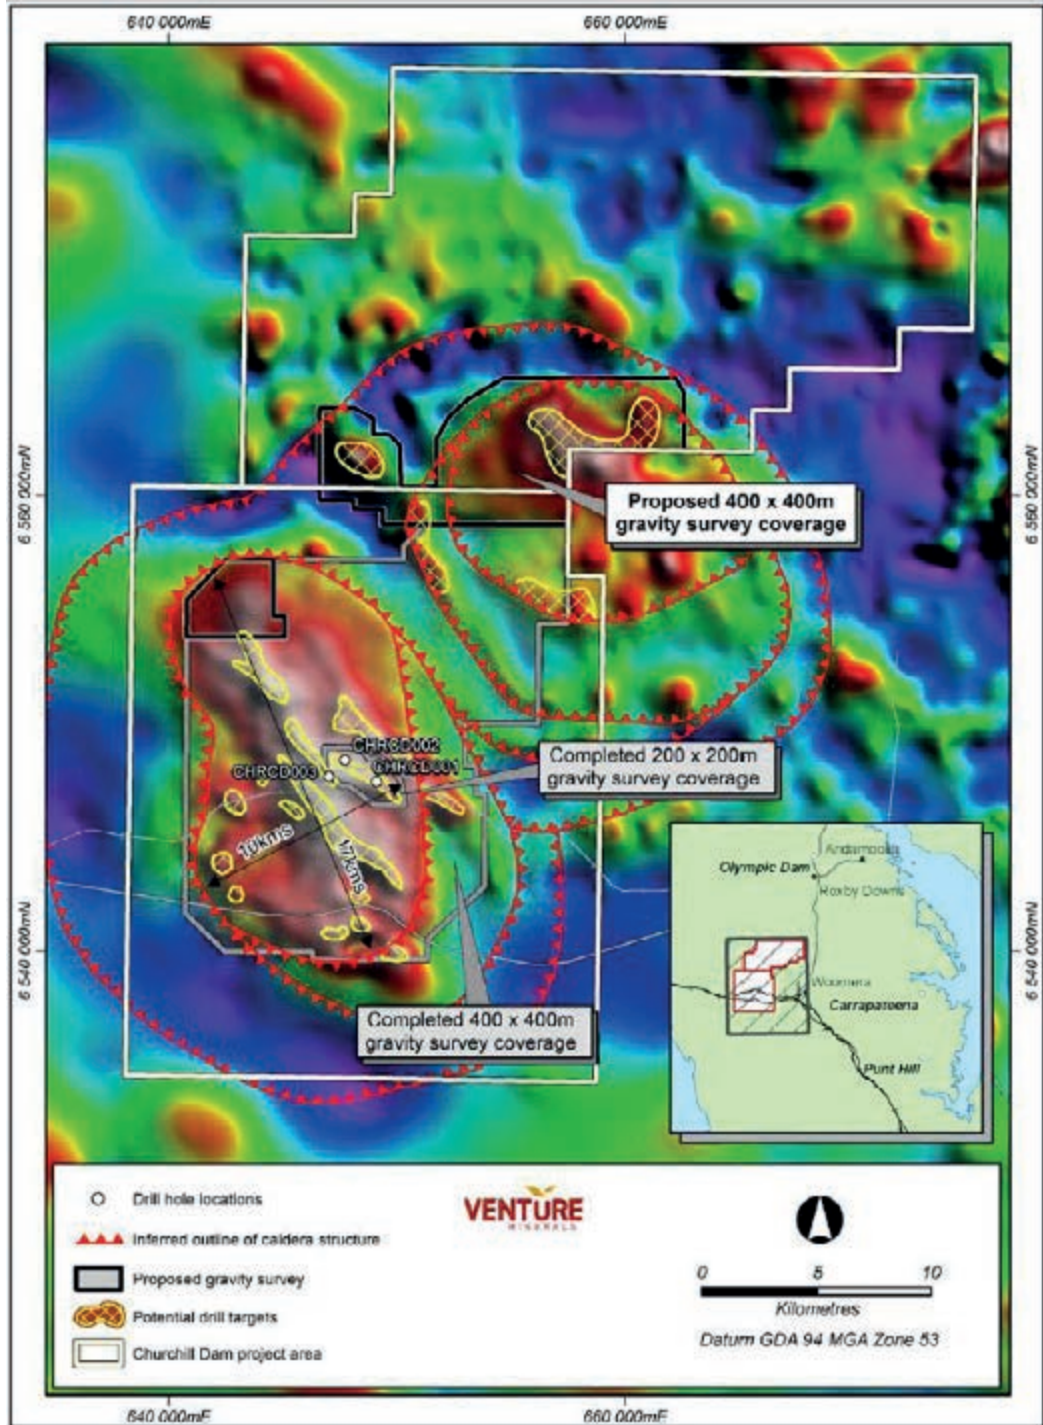 640 000mE
660 000mE
6 560 000mN
6 560 000mN
Proposed 400 x 400m
gravity survey coverage
CHRCD002
CHRCD003
CHRCD001
Completed 200 x 200m
gravity survey coverage
10kms
17kms
Andamooka
Olympic Dam
Roxby Downs
Woomera
Carrapateena
Punt Hill
6 540 000mN
6 540 000mN
Completed 400 x 400m
gravity survey coverage
Drill hole locations
Inferred outline of caldera structure
Proposed gravity survey
Potential drill targets
Churchill Dam project area
VENTURE
MINERALS
0 5 10
Kilometres
Datum GDA 94 MGA Zone 53
640 000mE
660 000mE